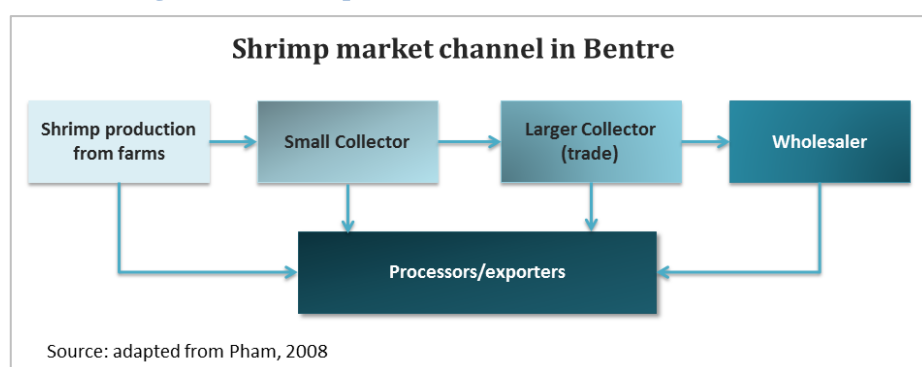 Shrimp market channel in Bentre
Shrimp production
from farms
Small Collector
Larger Collector
(trade)
Wholesaler
Processors/exporters
Source: adapted from Pham, 2008